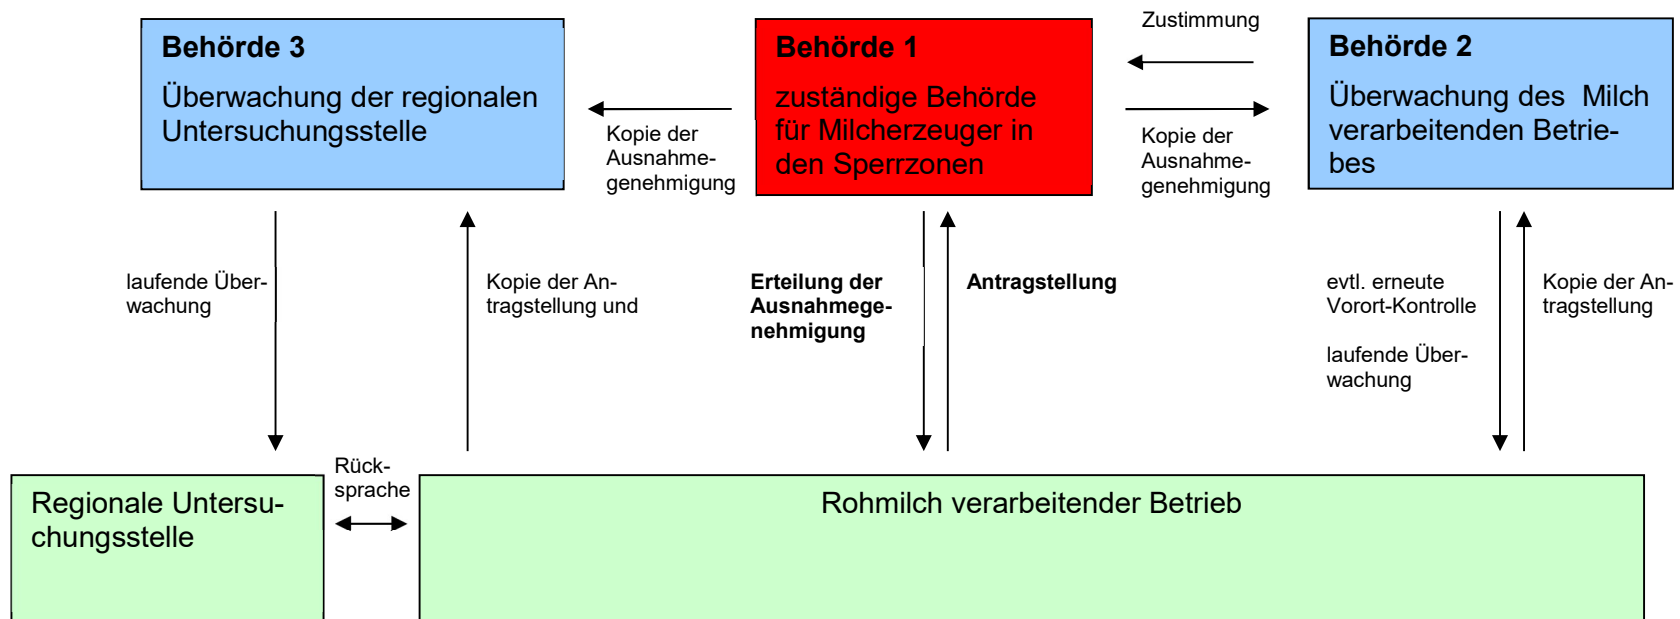 Zustimmung
Behörde 3
Überwachung der regionalen
Untersuchungsstelle
Kopie der
Ausnahme-
genehmigung
Behörde 1
zuständige Behörde
für Milcherzeuger in
den Sperrzonen
Kopie der
Ausnahme-
genehmigung
Behörde 2
Überwachung des Milch
verarbeitenden Betrie-
bes
laufende Über-
wachung
Kopie der An-
tragstellung und
Erteilung der
Ausnahmege-
nehmigung
Antragstellung
evtl. erneute
Vorort-Kontrolle
laufende Über-
wachung
Kopie der An-
tragstellung
Regionale Untersu-
chungsstelle
Rück-
sprache
Rohmilch verarbeitender Betrieb